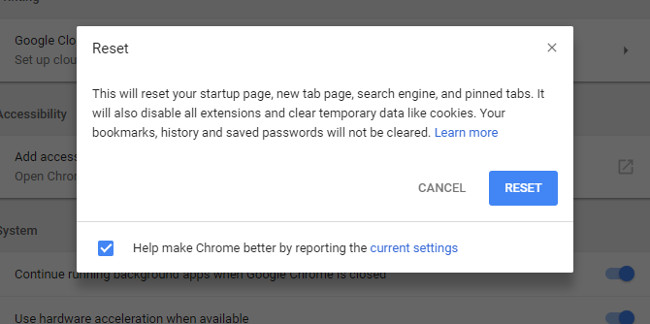 Reset
Google Clo
Set up clou
This will reset your startup page, new tab page, search engine, and pinned tabs. It
will also disable all extensions and clear temporary data like cookies. Your
bookmarks, history and saved passwords will not be cleared. Learn more
Accessibility
Add access
Open Chron
CANCEL
RESET
System
Help make Chrome better by reporting the current settings
Continue running background apps when Google Chrome is closed
Use hardware acceleration when available